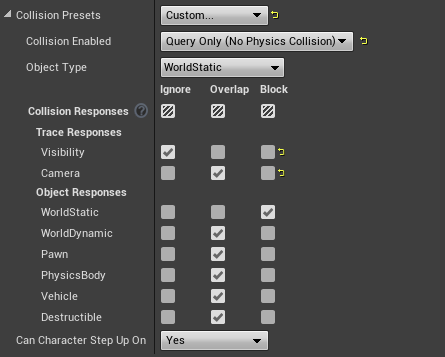 Collision Presets Custom...
Collision Enabled Query Only (No Physics Collision)
Object Type WorldStatic
Ignore Overlap Block
Collision Responses ?
Trace Responses
Visibility
Camera
Object Responses
WorldStatic
WorldDynamic
Pawn
PhysicsBody
Vehicle
Destructible
Can Character Step Up On Yes